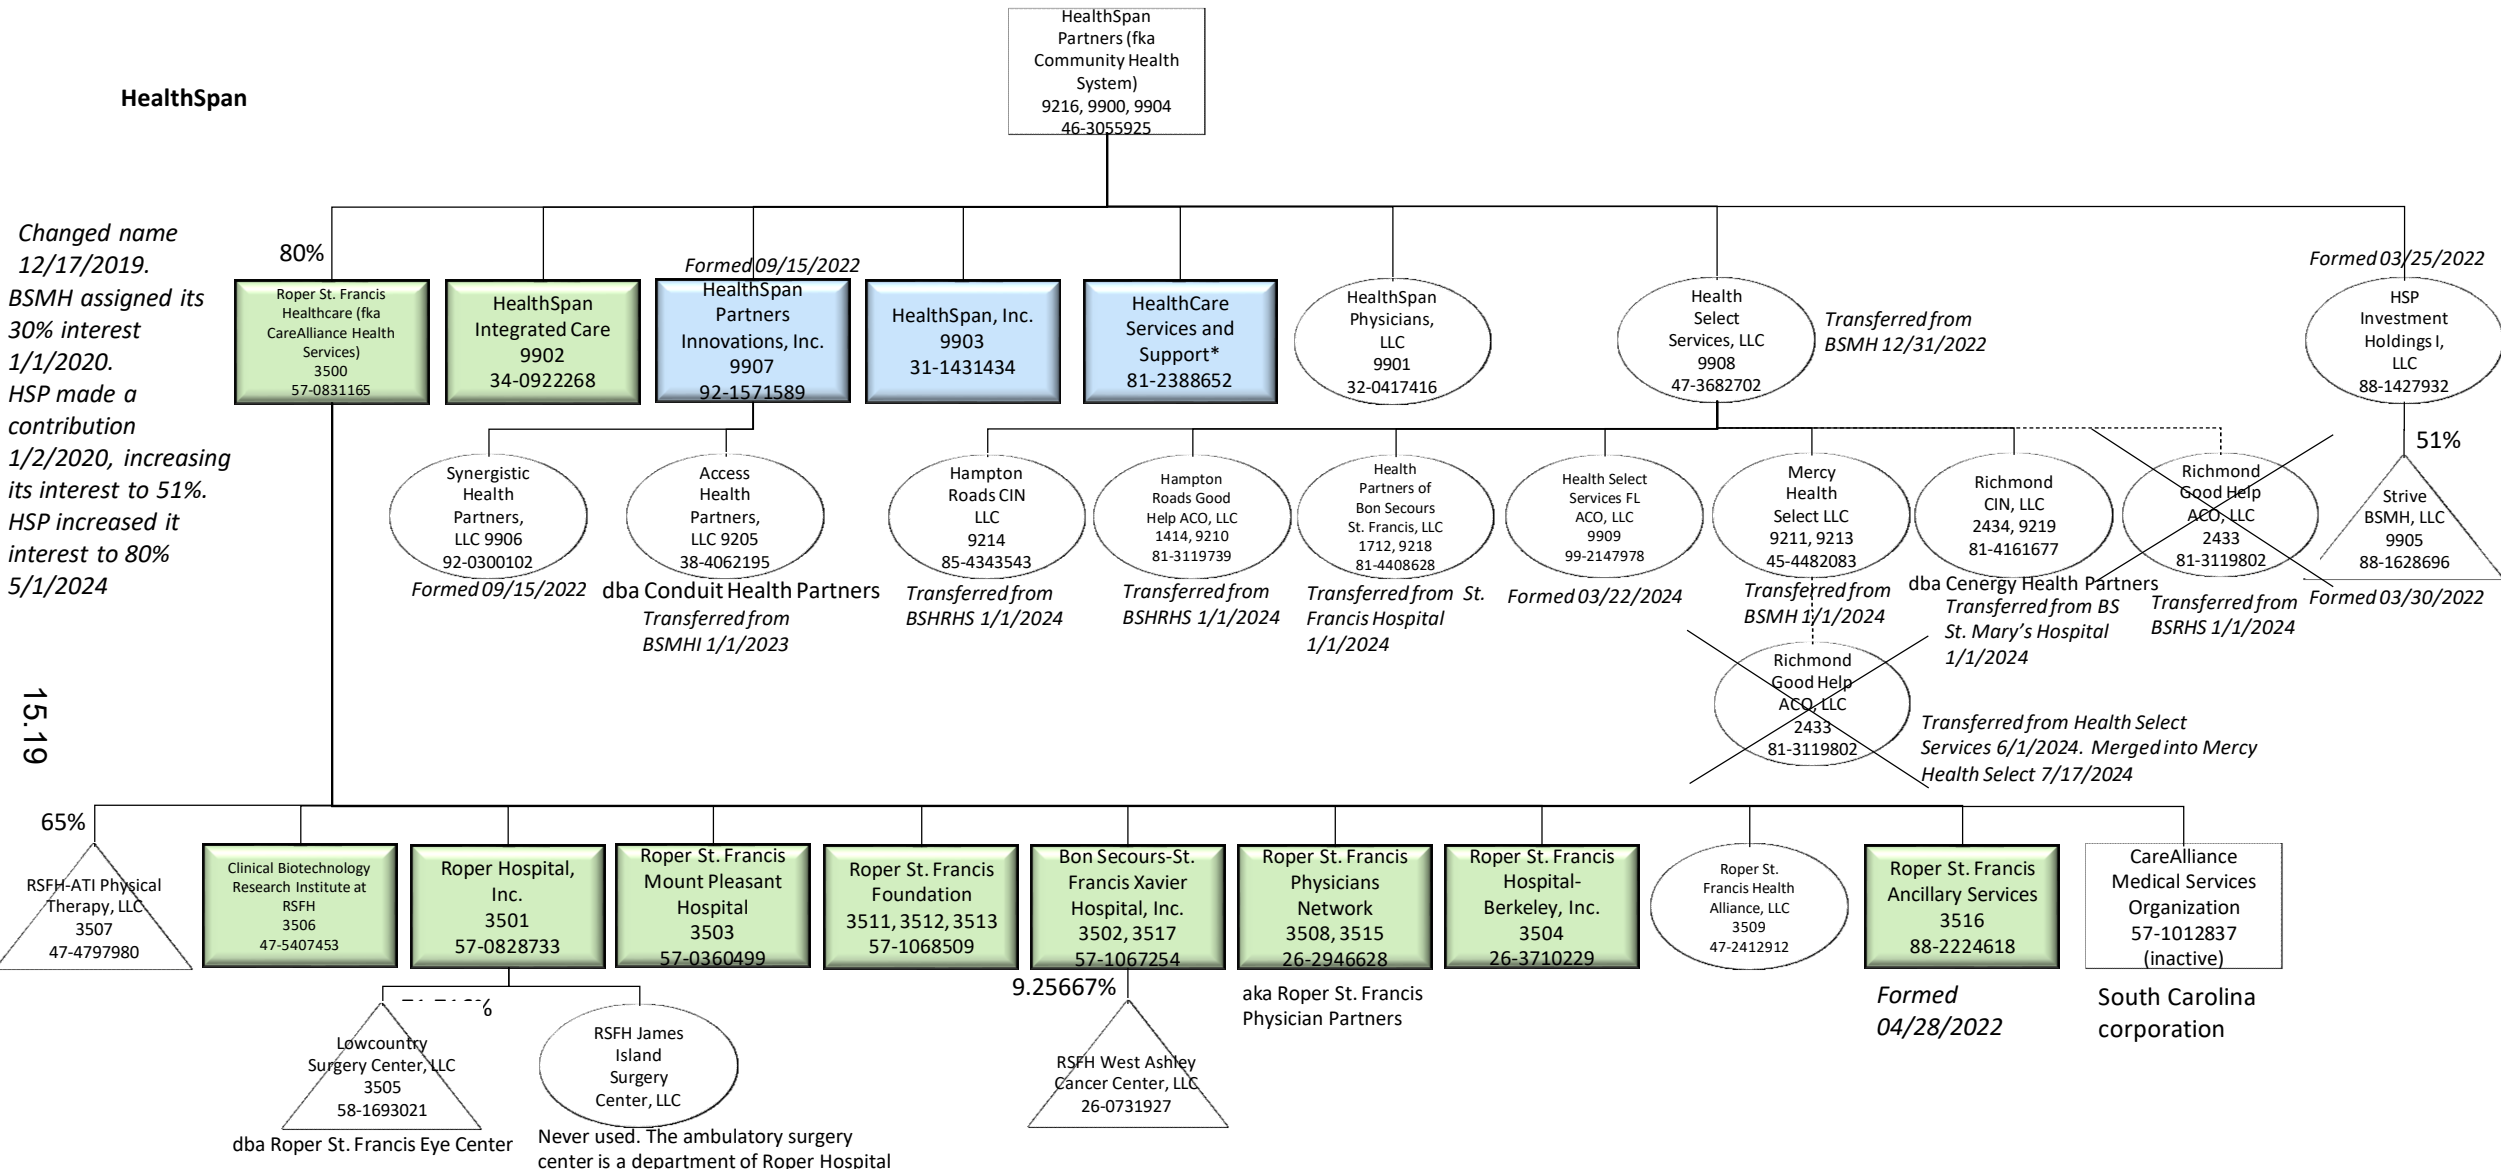 HealthSpan
Partners (fka
Community Health
System)
9216, 9900, 9904
46-3055925
HealthSpan
Changed name
12/17/2019.
BSMH assigned its
30% interest
1/1/2020.
HSP made a
contribution
1/2/2020, increasing
its interest to 51%.
HSP increased it
interest to 80%
5/1/2024
80%
Roper St. Francis
Healthcare (fka
CareAlliance Health
Services)
3500
57-0831165
HealthSpan
Integrated Care
9902
34-0922268
Formed 09/15/2022
HealthSpan
Partners
Innovations, Inc.
9907
92-1571589
HealthSpan, Inc.
9903
31-1431434
HealthCare
Services and
Support*
81-2388652
HealthSpan
Physicians,
LLC
9901
32-0417416
Health
Select
Services, LLC
9908
47-3682702
Transferred from
BSMH 12/31/2022
Formed 03/25/2022
HSP
Investment
Holdings I,
LLC
88-1427932
Synergistic
Health
Partners,
LLC 9906
92-0300102
Formed 09/15/2022
Access
Health
Partners,
LLC 9205
38-4062195
dba Conduit Health Partners
Transferred from
BSMHI 1/1/2023
Hampton
Roads CIN
LLC
9214
85-4343543
Transferred from
BSHRHS 1/1/2024
Hampton
Roads Good
Help ACO, LLC
1414, 9210
81-3119739
Transferred from
BSHRHS 1/1/2024
Health
Partners of
Bon Secours
St. Francis, LLC
1712, 9218
81-4408628
Transferred from St.
Francis Hospital
1/1/2024
Health Select
Services FL
ACO, LLC
9909
99-2147978
Formed 03/22/2024
Mercy
Health
Select LLC
9211, 9213
45-4482083
Transferred from
BSMH 1/1/2024
Richmond
CIN, LLC
2434, 9219
81-4161677
dba Cenergy Health Partners
Transferred from BS
St. Mary’s Hospital
1/1/2024
Richmond
Good Help
ACO, LLC
2433
81-3119802
Transferred from
BSRHS 1/1/2024
51%
Strive
BSMH, LLC
9905
88-1628696
Formed 03/30/2022
Richmond
Good Help
ACO, LLC
2433
81-3119802
Transferred from Health Select
Services 6/1/2024. Merged into Mercy
Health Select 7/17/2024
15.19
65%
RSFH-ATI Physical
Therapy, LLC
3507
47-4797980
Clinical Biotechnology
Research Institute at
RSFH
3506
47-5407453
Roper Hospital,
Inc.
3501
57-0828733
Roper St. Francis
Mount Pleasant
Hospital
3503
57-0360499
Roper St. Francis
Foundation
3511, 3512, 3513
57-1068509
Bon Secours-St.
Francis Xavier
Hospital, Inc.
3502, 3517
57-1067254
Roper St. Francis
Physicians
Network
3508, 3515
26-2946628
aka Roper St. Francis
Physician Partners
Roper St. Francis
Hospital-
Berkeley, Inc.
3504
26-3710229
Roper St.
Francis Health
Alliance, LLC
3509
47-2412912
Roper St. Francis
Ancillary Services
3516
88-2224618
Formed
04/28/2022
CareAlliance
Medical Services
Organization
57-1012837
(inactive)
South Carolina
corporation
%
Lowcountry
Surgery Center, LLC
3505
58-1693021
dba Roper St. Francis Eye Center
RSFH James
Island
Surgery
Center, LLC
Never used. The ambulatory surgery
center is a department of Roper Hospital
9.25667%
RSFH West Ashley
Cancer Center, LLC
26-0731927